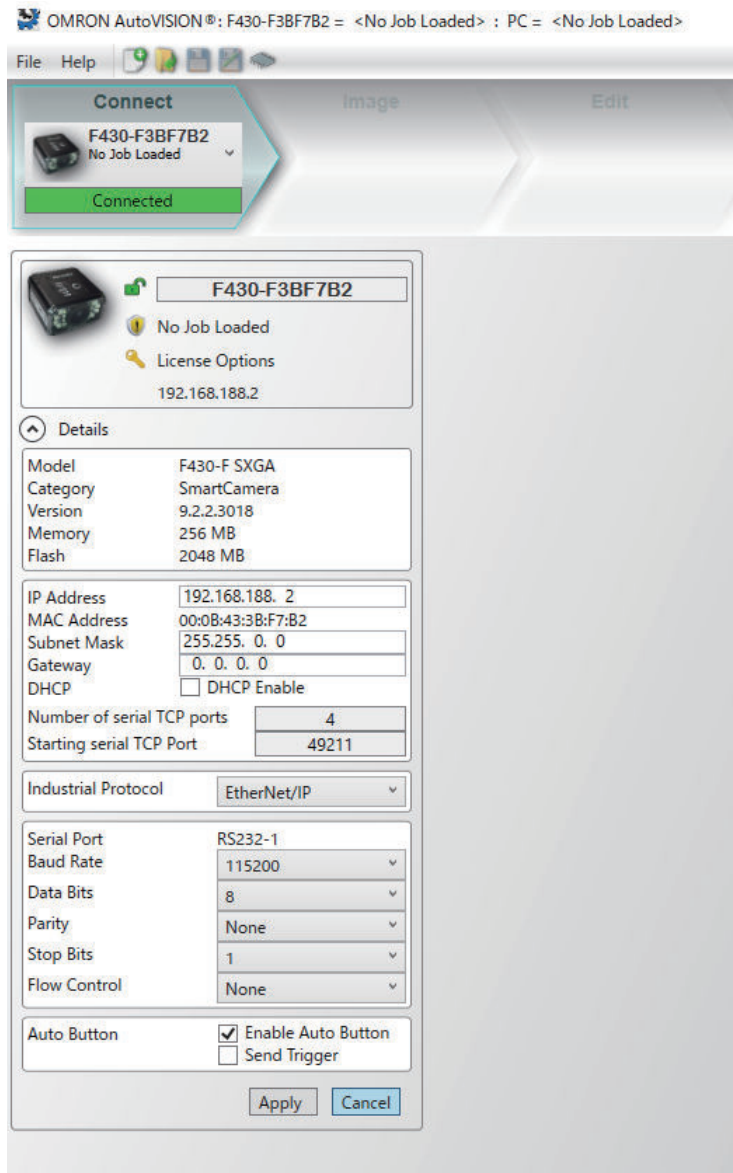 OMRON AutoVISION®: F430-F3BF7B2 = <No Job Loaded> : PC = <No Job Loaded>
File Help
Connect Image Edit
F430-F3BF7B2
No Job Loaded
Connected
F430-F3BF7B2
No Job Loaded
License Options
192.168.188.2
Details
Model F430-F SXGA
Category SmartCamera
Version 9.2.2.3018
Memory 256 MB
Flash 2048 MB
IP Address 192.168.188. 2
MAC Address 00:0B:43:3B:F7:B2
Subnet Mask 255.255. 0. 0
Gateway 0. 0. 0. 0
DHCP DHCP Enable
Number of serial TCP ports 4
Starting serial TCP Port 49211
Industrial Protocol EtherNet/IP
Serial Port RS232-1
Baud Rate 115200
Data Bits 8
Parity None
Stop Bits 1
Flow Control None
Auto Button Enable Auto Button
Send Trigger
Apply Cancel